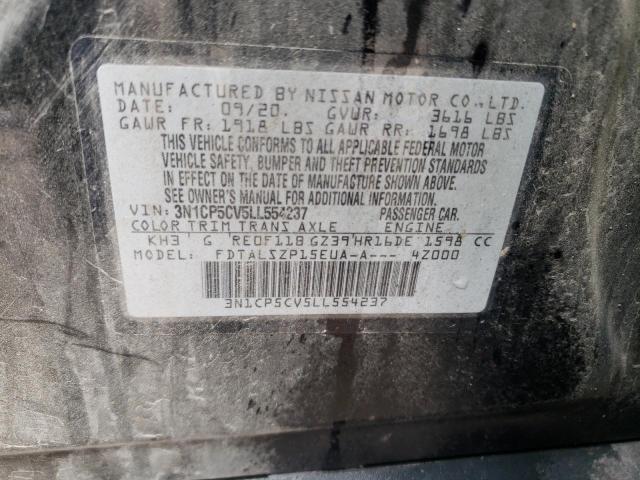 MANUFACTURED BY NISSAN MOTOR CO., LTD.
DATE: 09/20. GVWR: 3616 LBS
GAWR FR: 1918 LBS GAWR RR: 1698 LBS
THIS VEHICLE CONFORMS TO ALL APPLICABLE FEDERAL MOTOR
VEHICLE SAFETY, BUMPER AND THEFT PREVENTION STANDARDS
IN EFFECT ON THE DATE OF MANUFACTURE SHOWN ABOVE.
SEE OWNER'S MANUAL FOR ADDITIONAL INFORMATION
VIN: 3N1CP5CV5LL554237 PASSENGER CAR.
COLOR TRIM TRANS AXLE ENGINE
KH3 G RE0F11B GZ39 HR16DE 1598 CC
MODEL: FDTALSZP15EUA-A--- 4Z000
3N1CP5CV5LL554237